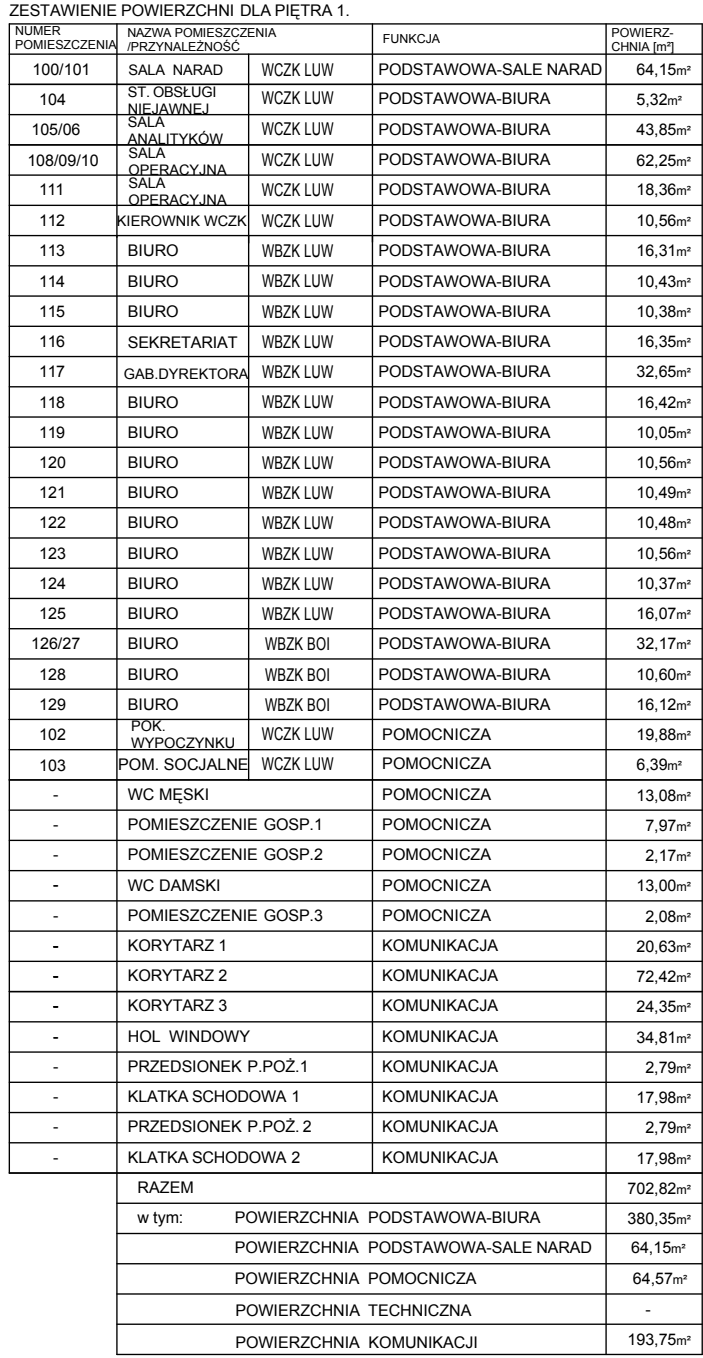 ZESTAWIENIE POWIERZCHNI DLA PIĘTRA 1.
NUMER POMIESZCZENIA NAZWA POMIESZCZENIA /PRZYNALEŻNOŚĆ FUNKCJA POWIERZ-CHNIA [m²]
100/101 SALA NARAD WCZK LUW PODSTAWOWA-SALE NARAD 64,15m²
104 ST. OBSŁUGI NIEJAWNEJ WCZK LUW PODSTAWOWA-BIURA 5,32m²
105/06 SALA ANALITYKÓW WCZK LUW PODSTAWOWA-BIURA 43,85m²
108/09/10 SALA OPERACYJNA WCZK LUW PODSTAWOWA-BIURA 62,25m²
111 SALA OPERACYJNA WCZK LUW PODSTAWOWA-BIURA 18,36m²
112 KIEROWNIK WCZK WCZK LUW PODSTAWOWA-BIURA 10,56m²
113 BIURO WBZK LUW PODSTAWOWA-BIURA 16,31m²
114 BIURO WBZK LUW PODSTAWOWA-BIURA 10,43m²
115 BIURO WBZK LUW PODSTAWOWA-BIURA 10,38m²
116 SEKRETARIAT WBZK LUW PODSTAWOWA-BIURA 16,35m²
117 GAB.DYREKTORA WBZK LUW PODSTAWOWA-BIURA 32,65m²
118 BIURO WBZK LUW PODSTAWOWA-BIURA 16,42m²
119 BIURO WBZK LUW PODSTAWOWA-BIURA 10,05m²
120 BIURO WBZK LUW PODSTAWOWA-BIURA 10,56m²
121 BIURO WBZK LUW PODSTAWOWA-BIURA 10,49m²
122 BIURO WBZK LUW PODSTAWOWA-BIURA 10,48m²
123 BIURO WBZK LUW PODSTAWOWA-BIURA 10,56m²
124 BIURO WBZK LUW PODSTAWOWA-BIURA 10,37m²
125 BIURO WBZK LUW PODSTAWOWA-BIURA 16,07m²
126/27 BIURO WBZK BOI PODSTAWOWA-BIURA 32,17m²
128 BIURO WBZK BOI PODSTAWOWA-BIURA 10,60m²
129 BIURO WBZK BOI PODSTAWOWA-BIURA 16,12m²
102 POK. WYPOCZYNKU WCZK LUW POMOCNICZA 19,88m²
103 POM. SOCJALNE WCZK LUW POMOCNICZA 6,39m²
- WC MĘSKI POMOCNICZA 13,08m²
- POMIESZCZENIE GOSP.1 POMOCNICZA 7,97m²
- POMIESZCZENIE GOSP.2 POMOCNICZA 2,17m²
- WC DAMSKI POMOCNICZA 13,00m²
- POMIESZCZENIE GOSP.3 POMOCNICZA 2,08m²
- KORYTARZ 1 KOMUNIKACJA 20,63m²
- KORYTARZ 2 KOMUNIKACJA 72,42m²
- KORYTARZ 3 KOMUNIKACJA 24,35m²
- HOL WINDOWY KOMUNIKACJA 34,81m²
- PRZEDSIONEK P.POŻ.1 KOMUNIKACJA 2,79m²
- KLATKA SCHODOWA 1 KOMUNIKACJA 17,98m²
- PRZEDSIONEK P.POŻ. 2 KOMUNIKACJA 2,79m²
- KLATKA SCHODOWA 2 KOMUNIKACJA 17,98m²
RAZEM 702,82m²
w tym: POWIERZCHNIA PODSTAWOWA-BIURA 380,35m²
POWIERZCHNIA PODSTAWOWA-SALE NARAD 64,15m²
POWIERZCHNIA POMOCNICZA 64,57m²
POWIERZCHNIA TECHNICZNA -
POWIERZCHNIA KOMUNIKACJI 193,75m²